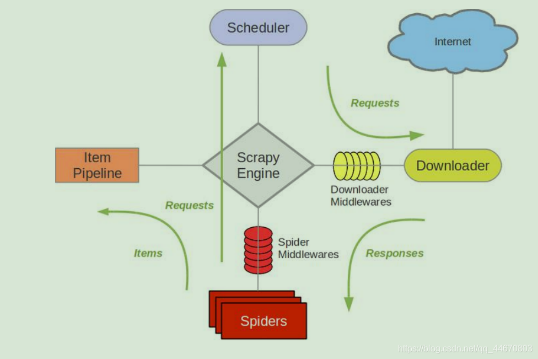 Scheduler
Internet
Requests
Item
Pipeline
Scrapy
Engine
Downloader
Downloader
Middlewares
Requests
Spider
Middlewares
Items
Responses
Spiders